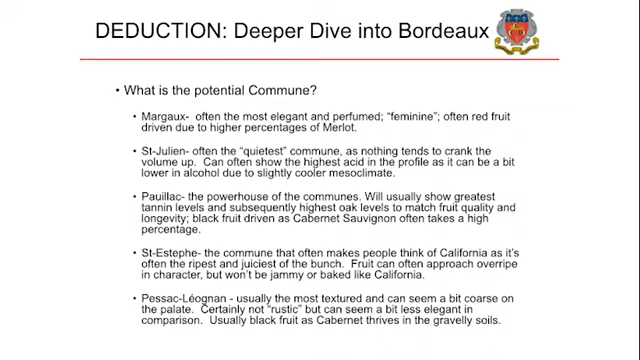 DEDUCTION: Deeper Dive into Bordeaux
• What is the potential Commune?
• Margaux- often the most elegant and perfumed; “feminine”; often red fruit
driven due to higher percentages of Merlot.
• St-Julien- often the “quietest” commune, as nothing tends to crank the
volume up. Can often show the highest acid in the profile as it can be a bit
lower in alcohol due to slightly cooler mesoclimate.
• Pauillac- the powerhouse of the communes. Will usually show greatest
tannin levels and subsequently highest oak levels to match fruit quality and
longevity; black fruit driven as Cabernet Sauvignon often takes a high
percentage.
• St-Estephe- the commune that often makes people think of California as it’s
often the ripest and juiciest of the bunch. Fruit can often approach overripe
in character, but won’t be jammy or baked like California.
• Pessac-Léognan - usually the most textured and can seem a bit coarse on
the palate. Certainly not “rustic” but can seem a bit less elegant in
comparison. Usually black fruit as Cabernet thrives in the gravelly soils.